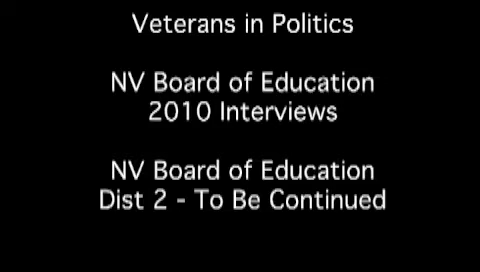 Veterans in Politics
NV Board of Education
2010 Interviews
NV Board of Education
Dist 2 - To Be Continued